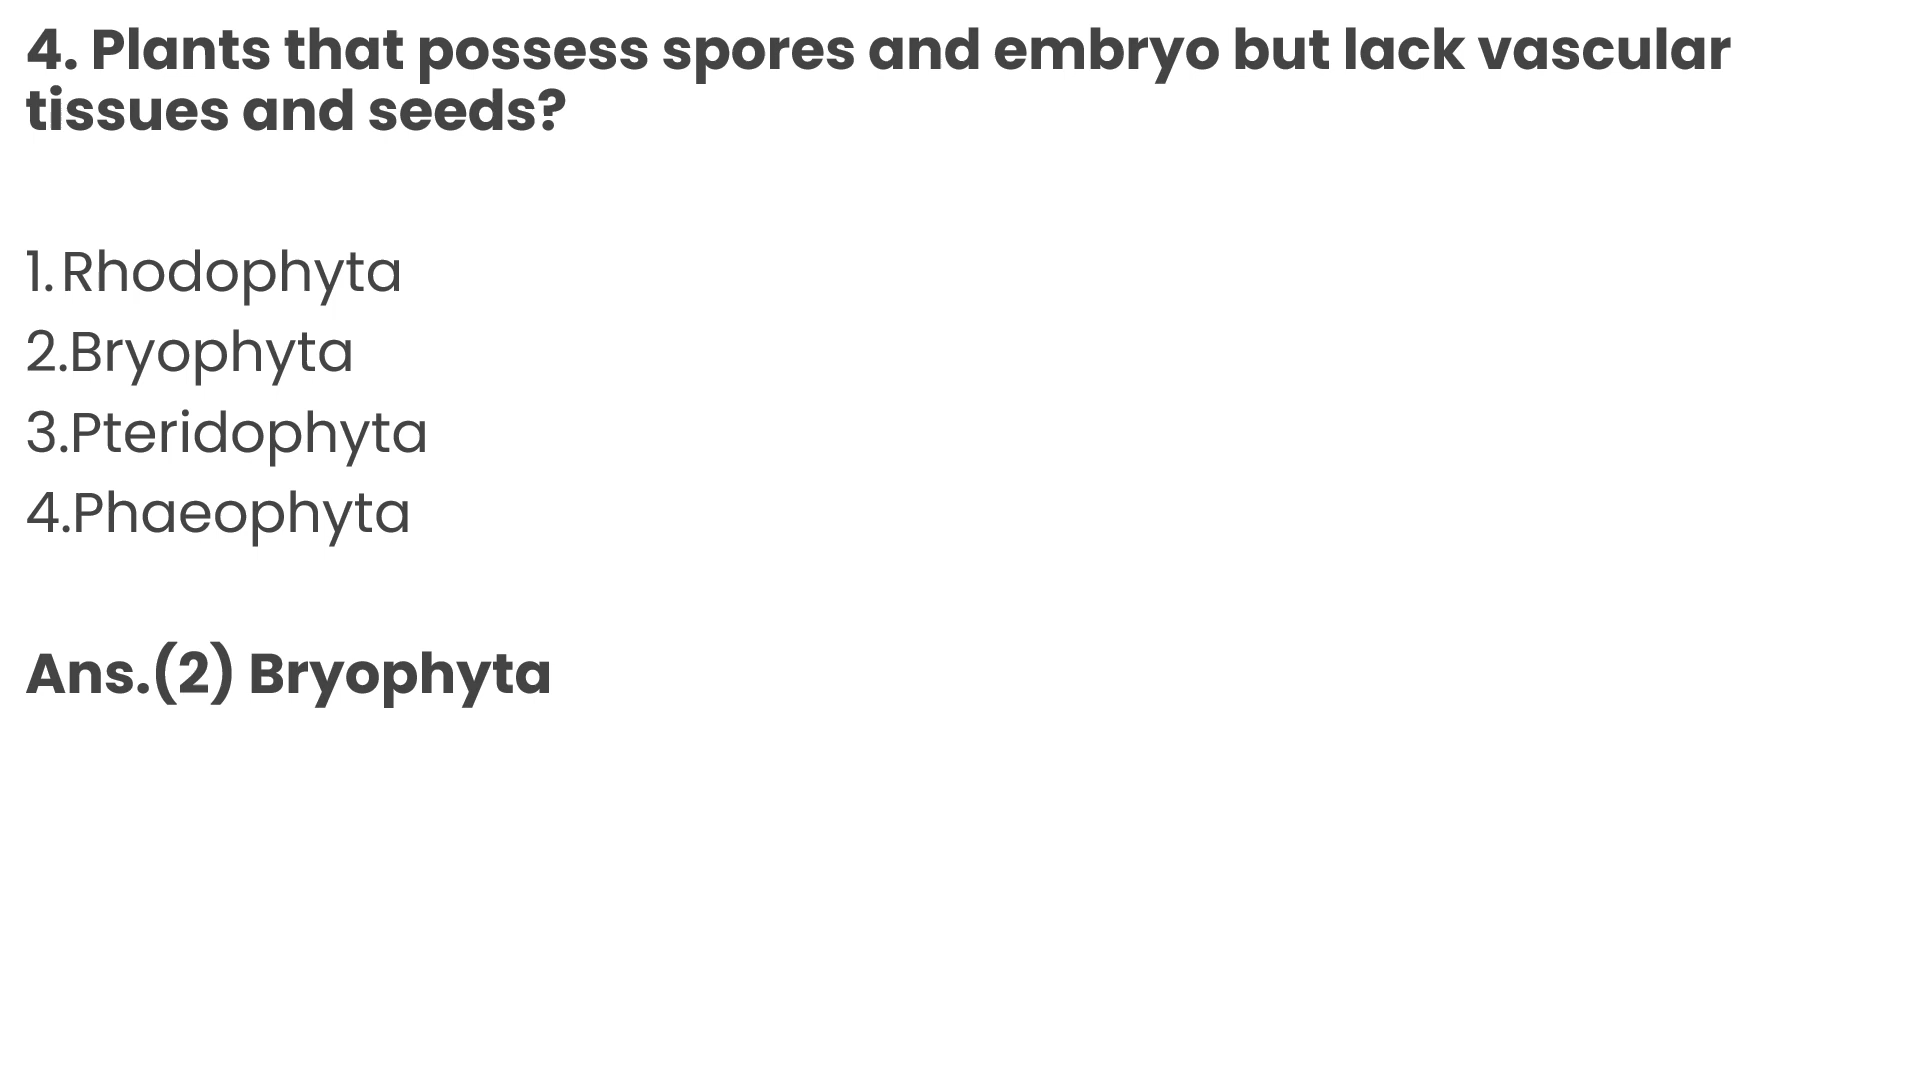 4. Plants that possess spores and embryo but lack vascular
tissues and seeds?
1. Rhodophyta
2.Bryophyta
3.Pteridophyta
4.Phaeophyta
Ans.(2) Bryophyta